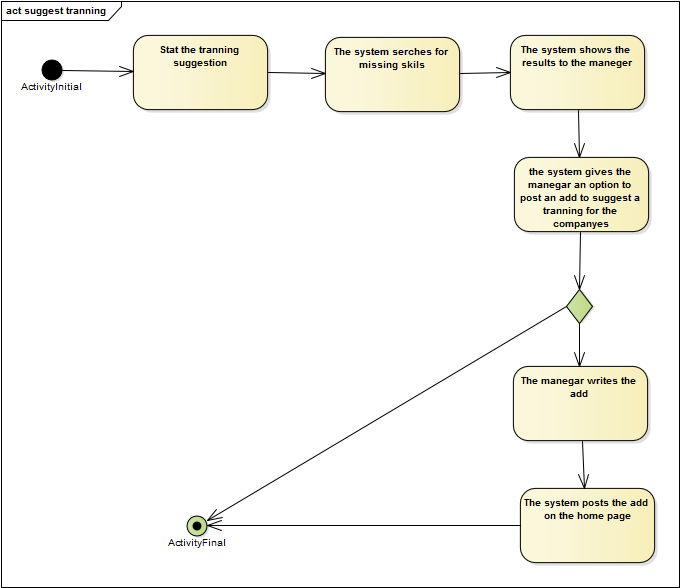 act suggest tranning
ActivityInitial
Stat the tranning
suggestion
The system serches for
missing skils
The system shows the
results to the maneger
the system gives the
manegar an option to
post an add to suggest a
tranning for the
companyes
The manegar writes the
add
The system posts the add
on the home page
ActivityFinal